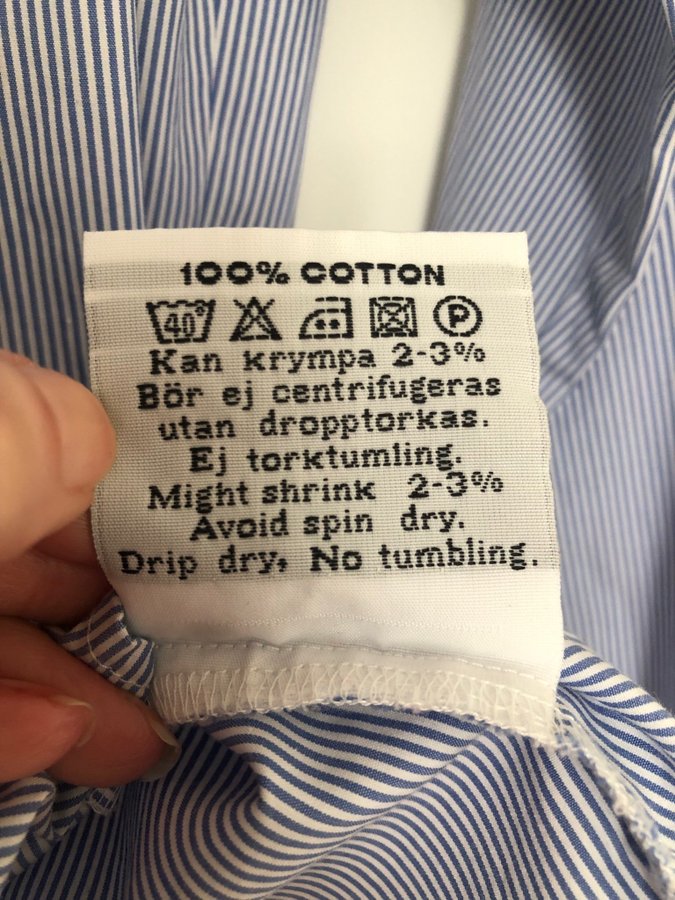 100% COTTON
40° P
Kan krympa 2-3%
Bör ej centrifugeras
utan dropptorkas.
Ej torktumling.
Might shrink 2-3%
Avoid spin dry.
Drip dry, No tumbling.